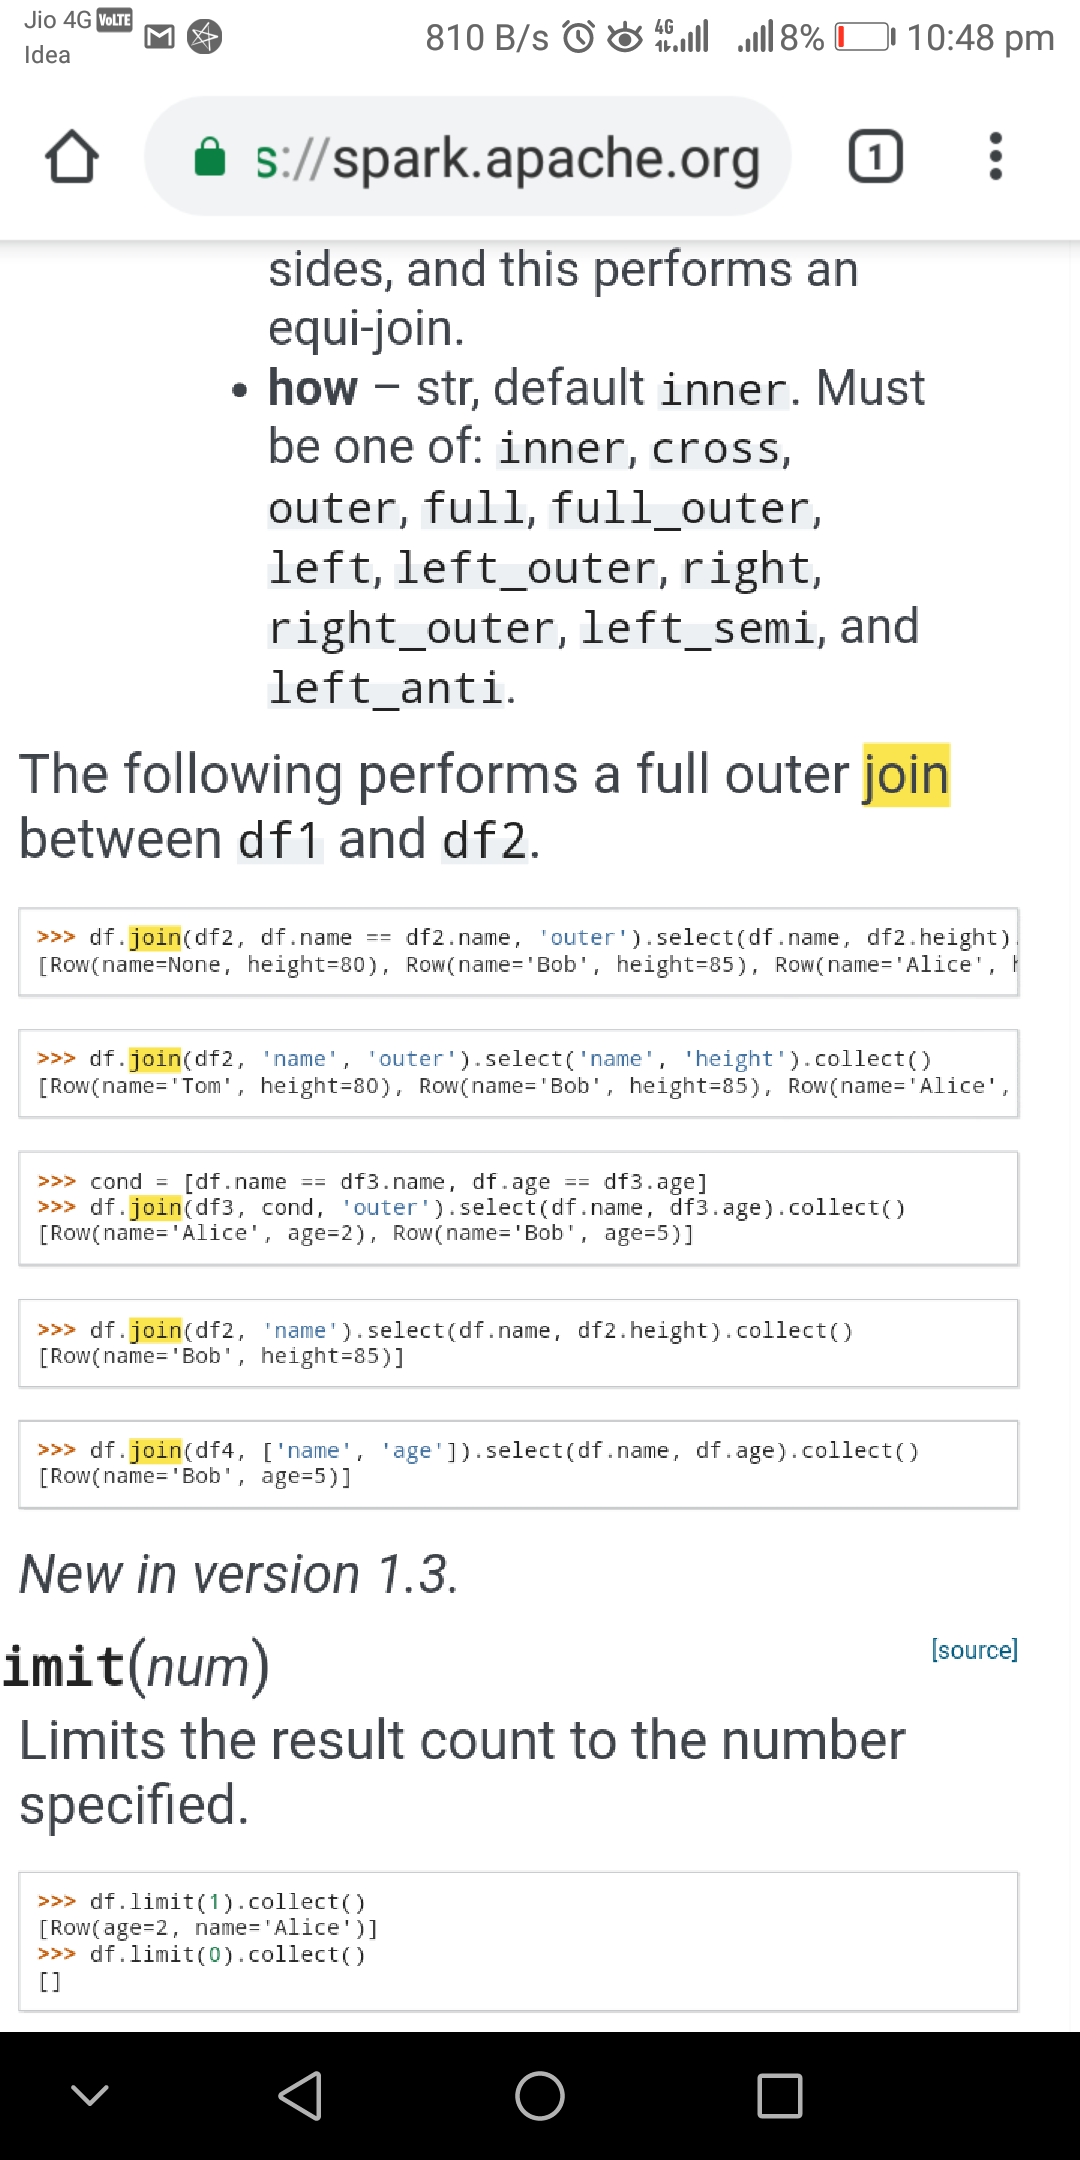 Jio 4G VoLTE
Idea
810 B/s 4G 8% 10:48 pm
s://spark.apache.org 1
sides, and this performs an
equi-join.
• how – str, default inner. Must
be one of: inner, cross,
outer, full, full_outer,
left, left_outer, right,
right_outer, left_semi, and
left_anti.
The following performs a full outer join
between df1 and df2.
>>> df.join(df2, df.name == df2.name, 'outer').select(df.name, df2.height).
[Row(name=None, height=80), Row(name='Bob', height=85), Row(name='Alice', h
>>> df.join(df2, 'name', 'outer').select('name', 'height').collect()
[Row(name='Tom', height=80), Row(name='Bob', height=85), Row(name='Alice',
>>> cond = [df.name == df3.name, df.age == df3.age]
>>> df.join(df3, cond, 'outer').select(df.name, df3.age).collect()
[Row(name='Alice', age=2), Row(name='Bob', age=5)]
>>> df.join(df2, 'name').select(df.name, df2.height).collect()
[Row(name='Bob', height=85)]
>>> df.join(df4, ['name', 'age']).select(df.name, df.age).collect()
[Row(name='Bob', age=5)]
New in version 1.3.
imit(num) [source]
Limits the result count to the number
specified.
>>> df.limit(1).collect()
[Row(age=2, name='Alice')]
>>> df.limit(0).collect()
[]